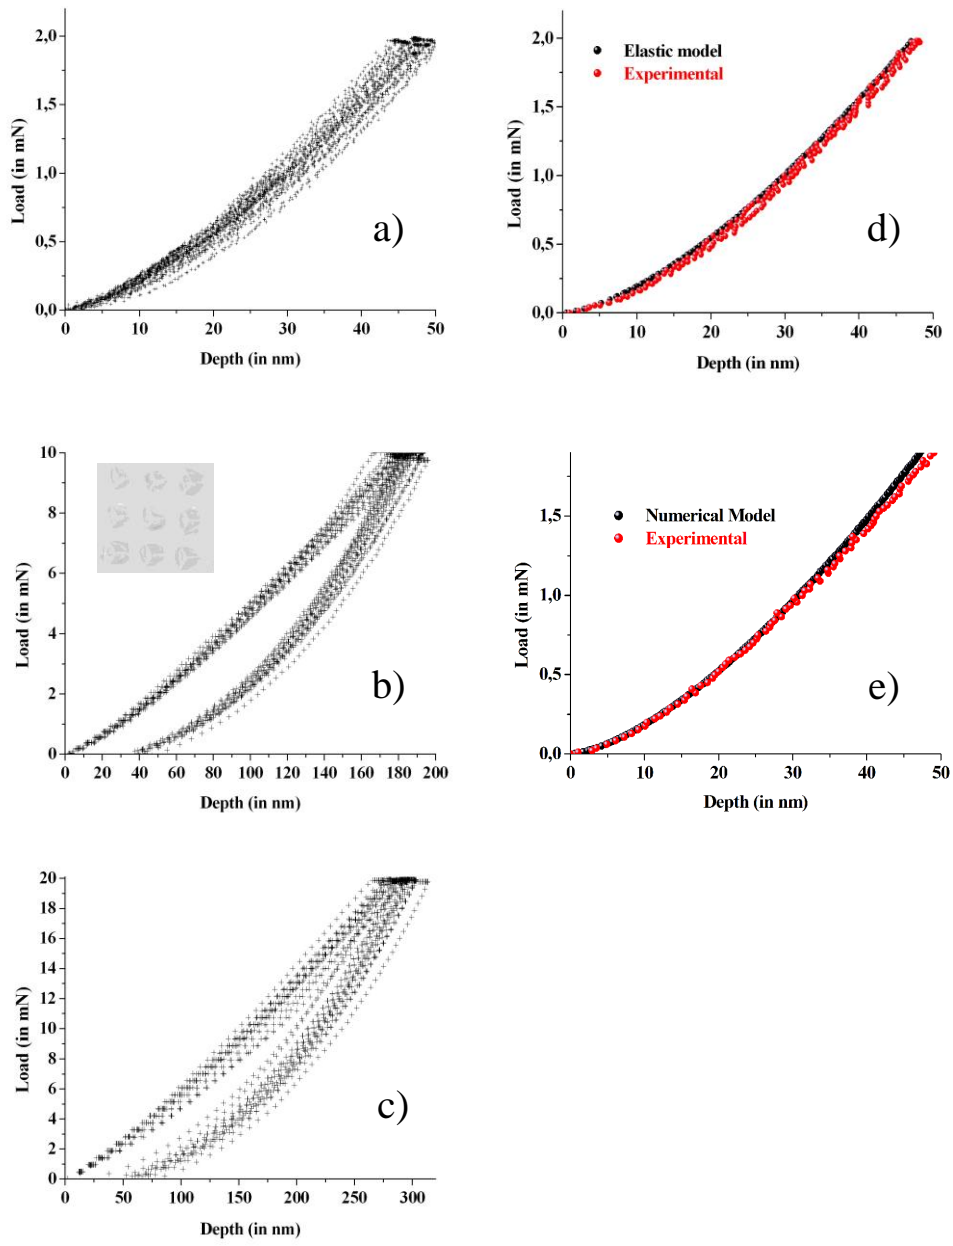 2,0
1,5
1,0
0,5
0,0
Load (in mN)
a)
0 10 20 30 40 50
Depth (in nm)
2,0
1,5
1,0
0,5
0,0
Load (in mN)
Elastic model
Experimental
d)
0 10 20 30 40 50
Depth (in nm)
10
8
6
4
2
0
Load (in mN)
b)
0 20 40 60 80 100 120 140 160 180 200
Depth (in nm)
1,5
1,0
0,5
0,0
Load (in mN)
Numerical Model
Experimental
e)
0 10 20 30 40 50
Depth (in nm)
20
18
16
14
12
10
8
6
4
2
0
Load (in mN)
c)
0 50 100 150 200 250 300
Depth (in nm)